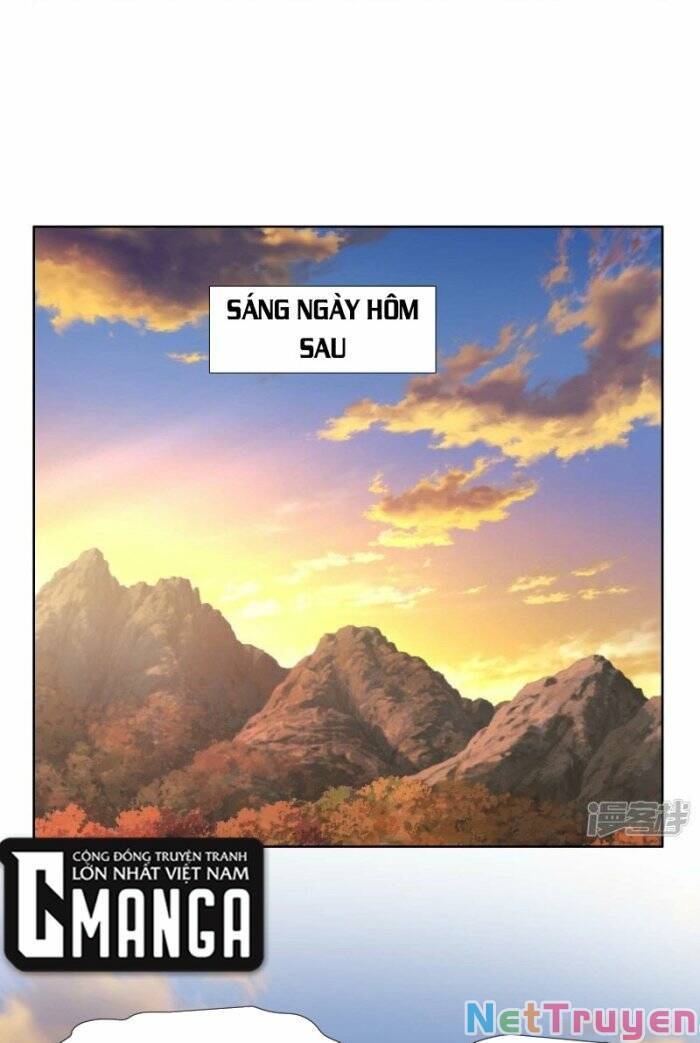 SÁNG NGÀY HÔM
SAU
漫客栈
CỘNG ĐỒNG TRUYỆN TRANH
LỚN NHẤT VIỆT NAM
CMANGA
NetTruyen